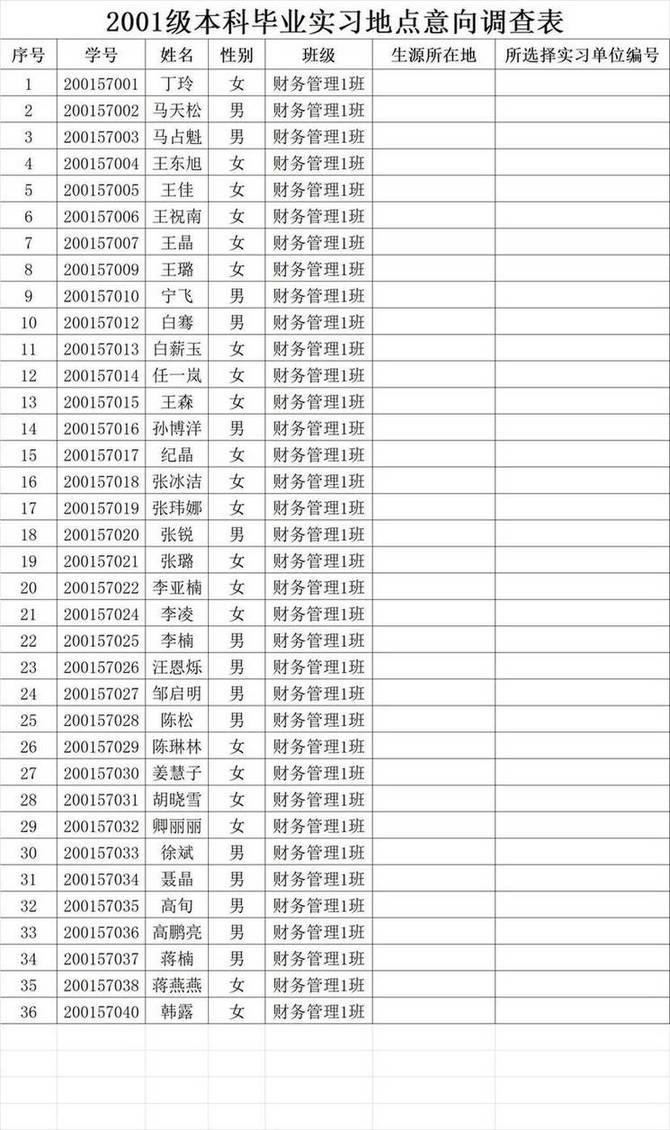 2001级本科毕业实习地点意向调查表
序号 学号 姓名 性别 班级 生源所在地 所选择实习单位编号
1 200157001 丁玲 女 财务管理1班
2 200157002 马天松 男 财务管理1班
3 200157003 马占魁 男 财务管理1班
4 200157004 王东旭 女 财务管理1班
5 200157005 王佳 女 财务管理1班
6 200157006 王祝南 女 财务管理1班
7 200157007 王晶 女 财务管理1班
8 200157009 王璐 女 财务管理1班
9 200157010 宁飞 男 财务管理1班
10 200157012 白骞 男 财务管理1班
11 200157013 白薪玉 女 财务管理1班
12 200157014 任一岚 女 财务管理1班
13 200157015 王森 女 财务管理1班
14 200157016 孙博洋 男 财务管理1班
15 200157017 纪晶 女 财务管理1班
16 200157018 张冰洁 女 财务管理1班
17 200157019 张玮娜 女 财务管理1班
18 200157020 张锐 男 财务管理1班
19 200157021 张璐 女 财务管理1班
20 200157022 李亚楠 女 财务管理1班
21 200157024 李凌 女 财务管理1班
22 200157025 李楠 男 财务管理1班
23 200157026 汪恩烁 男 财务管理1班
24 200157027 邹启明 男 财务管理1班
25 200157028 陈松 男 财务管理1班
26 200157029 陈琳林 女 财务管理1班
27 200157030 姜慧子 女 财务管理1班
28 200157031 胡晓雪 女 财务管理1班
29 200157032 卿丽丽 女 财务管理1班
30 200157033 徐斌 男 财务管理1班
31 200157034 聂晶 男 财务管理1班
32 200157035 高旬 男 财务管理1班
33 200157036 高鹏亮 男 财务管理1班
34 200157037 蒋楠 男 财务管理1班
35 200157038 蒋燕燕 女 财务管理1班
36 200157040 韩露 女 财务管理1班